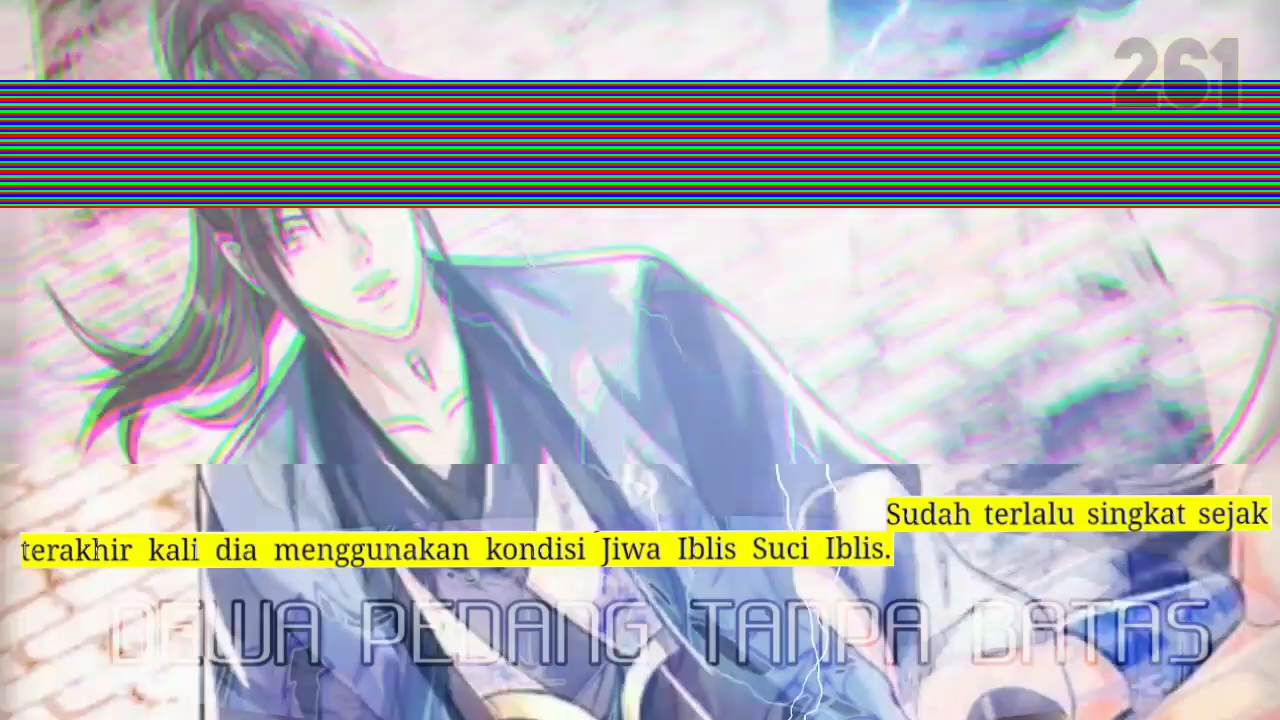 261
Sudah terlalu singkat sejak
terakhir kali dia menggunakan kondisi Jiwa Iblis Suci Iblis.
DEWA PEDANG TANPA BATAS